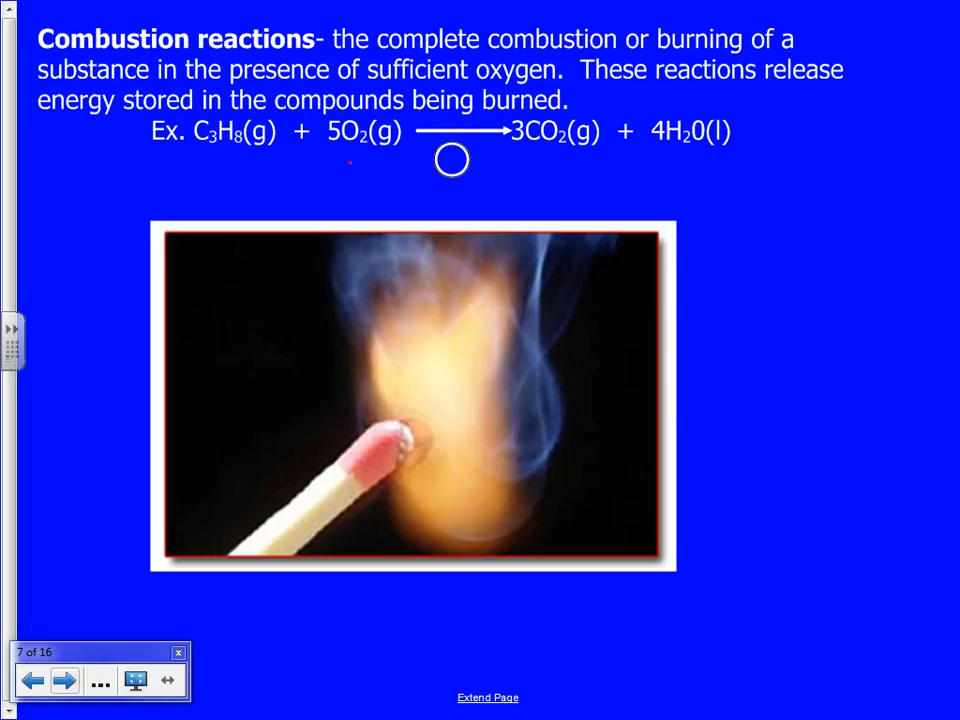 Combustion reactions- the complete combustion or burning of a
substance in the presence of sufficient oxygen.  These reactions release
energy stored in the compounds being burned.
Ex. C₃H₈(g)  +  5O₂(g) ⟶ 3CO₂(g)  +  4H₂0(l)
7 of 16
x
...
Extend Page